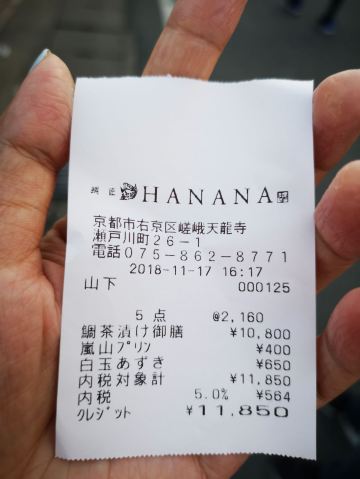 鯛匠 HANANA
京都市右京区嵯峨天龍寺
瀬戸川町26-1
電話075-862-8771
2018-11-17 16:17
山下 000125
5点 @2,160
鯛茶漬け御膳 ¥10,800
嵐山プリン ¥400
白玉あずき ¥650
内税対象計 ¥11,850
内税 5.0% ¥564
クレジット ¥11,850